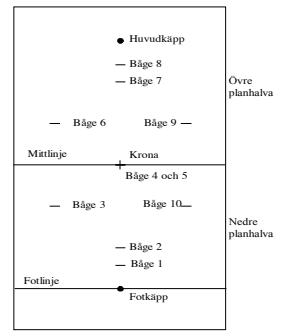 Huvudkäpp
Båge 8
Båge 7
Övre
planhalva
Båge 6
Båge 9
Mittlinje
Krona
Båge 4 och 5
Båge 3
Båge 10
Nedre
planhalva
Båge 2
Båge 1
Fotlinje
Fotkäpp